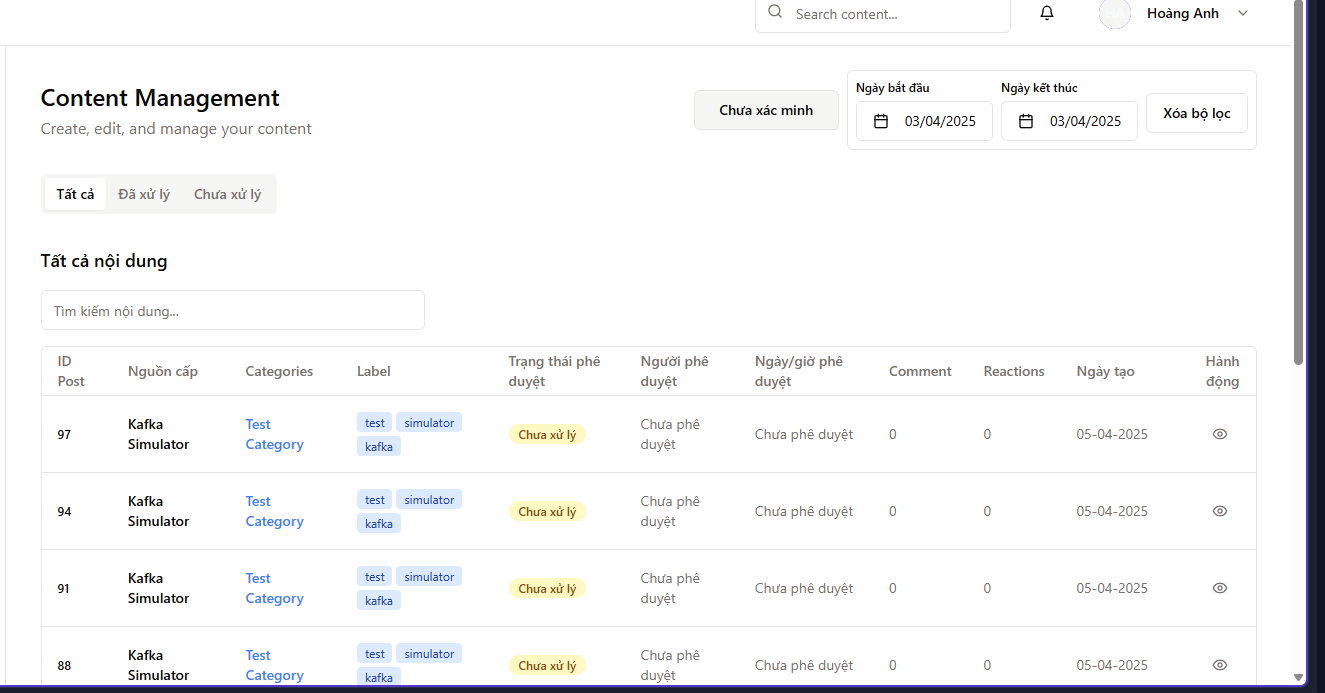 Search content...
Hoàng Anh
Content Management
Create, edit, and manage your content
Chưa xác minh
Ngày bắt đầu
03/04/2025
Ngày kết thúc
03/04/2025
Xóa bộ lọc
Tất cả
Đã xử lý
Chưa xử lý
Tất cả nội dung
Tìm kiếm nội dung...
ID
Post
Nguồn cấp
Categories
Label
Trạng thái phê
duyệt
Người phê
duyệt
Ngày/giờ phê
duyệt
Comment
Reactions
Ngày tạo
Hành
động
97
Kafka
Simulator
Test
Category
test
simulator
kafka
Chưa xử lý
Chưa phê
duyệt
Chưa phê duyệt
0
0
05-04-2025
94
Kafka
Simulator
Test
Category
test
simulator
kafka
Chưa xử lý
Chưa phê
duyệt
Chưa phê duyệt
0
0
05-04-2025
91
Kafka
Simulator
Test
Category
test
simulator
kafka
Chưa xử lý
Chưa phê
duyệt
Chưa phê duyệt
0
0
05-04-2025
88
Kafka
Simulator
Test
Category
test
simulator
kafka
Chưa xử lý
Chưa phê
duyệt
Chưa phê duyệt
0
0
05-04-2025